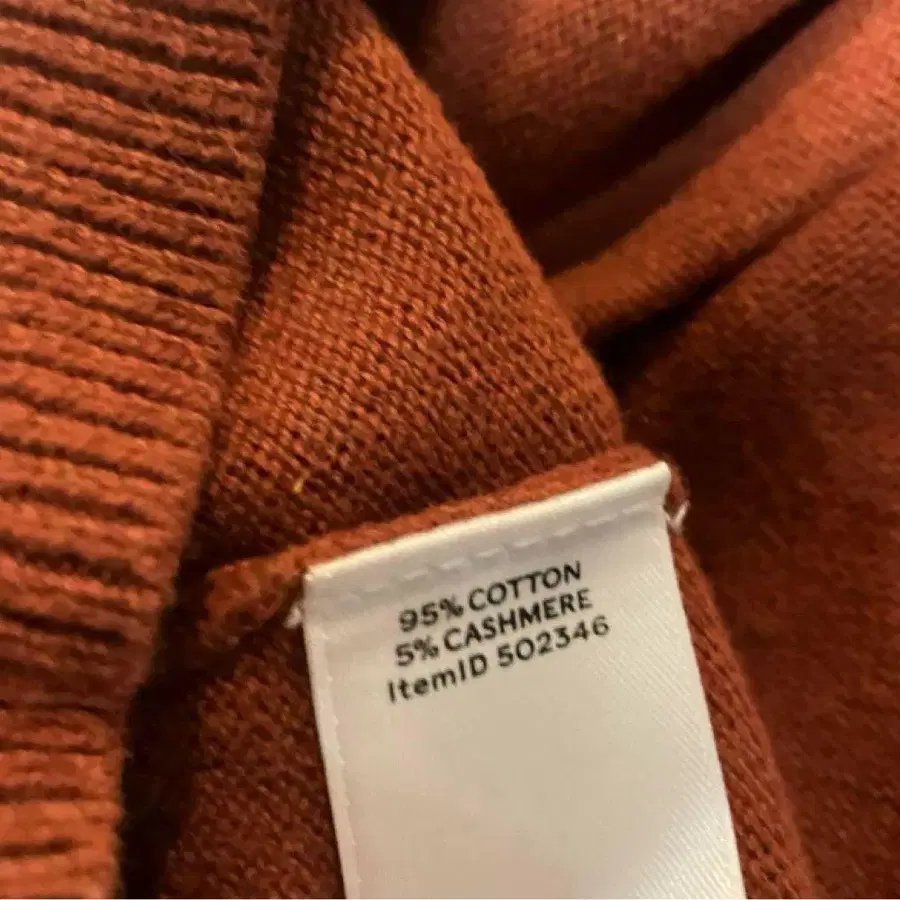 95% COTTON
5% CASHMERE
ItemID 502346